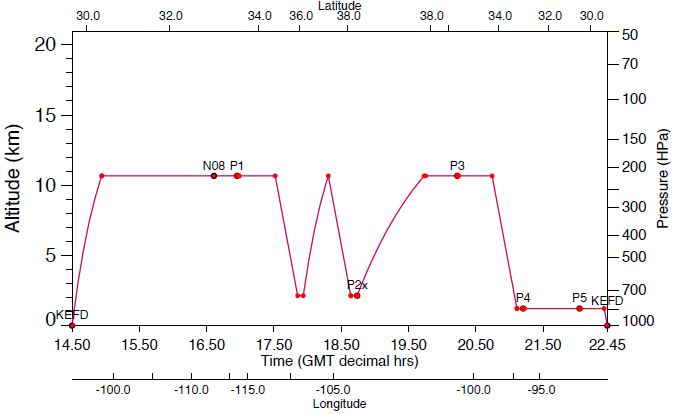 Latitude
30.0 32.0 34.0 36.0 38.0 38.0 34.0 32.0 30.0
20
15
10
5
0
Altitude (km)
50
70
100
150
200
300
400
500
700
1000
Pressure (HPa)
N08 P1 P3
P2x
KEFD P4 P5 KEFD
14.50 15.50 16.50 17.50 18.50 19.50 20.50 21.50 22.45
Time (GMT decimal hrs)
-100.0 -110.0 -115.0 -105.0 -100.0 -95.0
Longitude